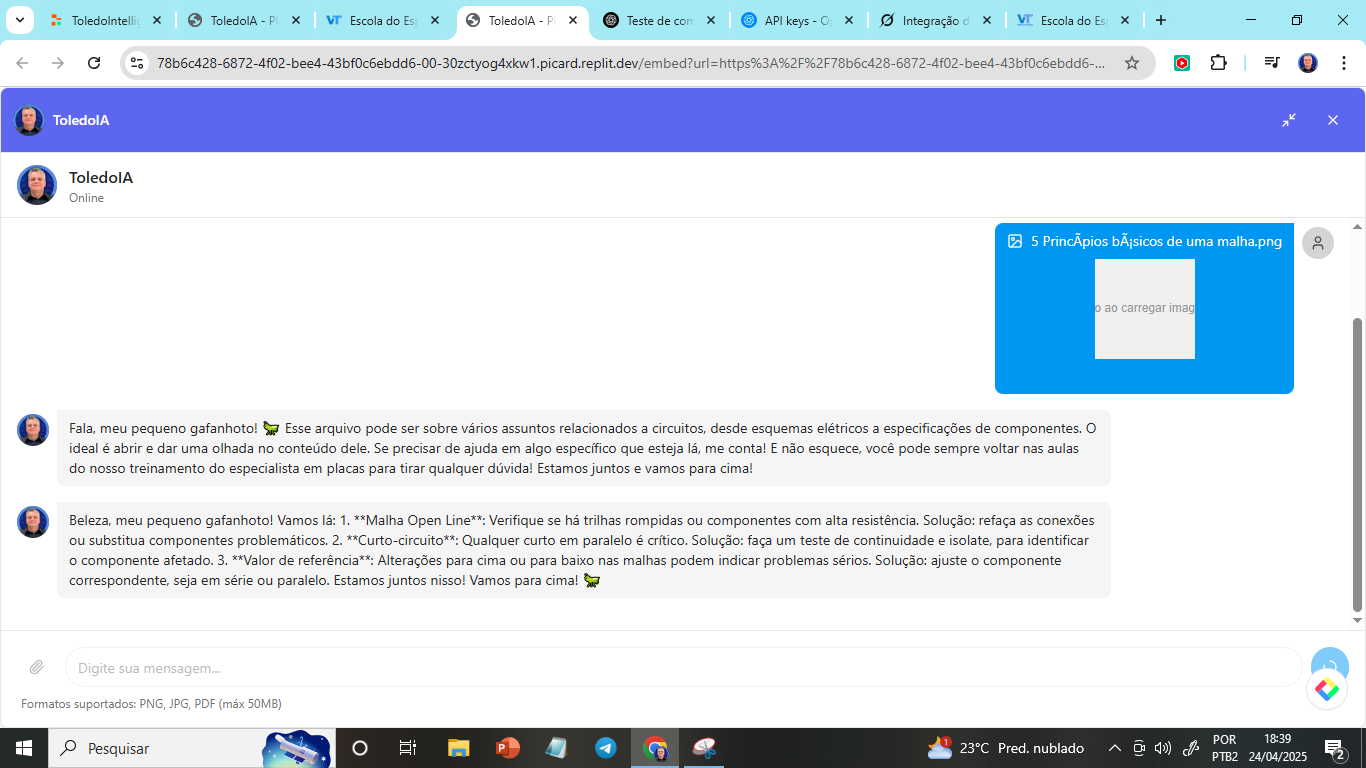 ToledoIntelli
ToledoIA - Pl
Escola do Esp
ToledoIA - Pl
Teste de con
API keys - Op
Integração d
Escola do Esp
78b6c428-6872-4f02-bee4-43bf0c6ebdd6-00-30zctyog4xkw1.picard.replit.dev/embed?url=https%3A%2F%2F78b6c428-6872-4f02-bee4-43bf0c6ebdd6-...
ToledoIA
ToledoIA
Online
5 PrincÃpios bÃ¡sicos de uma malha.png
o ao carregar imag
Fala, meu pequeno gafanhoto! 🦗 Esse arquivo pode ser sobre vários assuntos relacionados a circuitos, desde esquemas elétricos a especificações de componentes. O
ideal é abrir e dar uma olhada no conteúdo dele. Se precisar de ajuda em algo específico que esteja lá, me conta! E não esquece, você pode sempre voltar nas aulas
do nosso treinamento do especialista em placas para tirar qualquer dúvida! Estamos juntos e vamos para cima!
Beleza, meu pequeno gafanhoto! Vamos lá: 1. **Malha Open Line**: Verifique se há trilhas rompidas ou componentes com alta resistência. Solução: refaça as conexões
ou substitua componentes problemáticos. 2. **Curto-circuito**: Qualquer curto em paralelo é crítico. Solução: faça um teste de continuidade e isolate, para identificar
o componente afetado. 3. **Valor de referência**: Alterações para cima ou para baixo nas malhas podem indicar problemas sérios. Solução: ajuste o componente
correspondente, seja em série ou paralelo. Estamos juntos nisso! Vamos para cima! 🦗
Digite sua mensagem...
Formatos suportados: PNG, JPG, PDF (máx 50MB)
Pesquisar
23°C Pred. nublado
POR
PTB2
18:39
24/04/2025
2